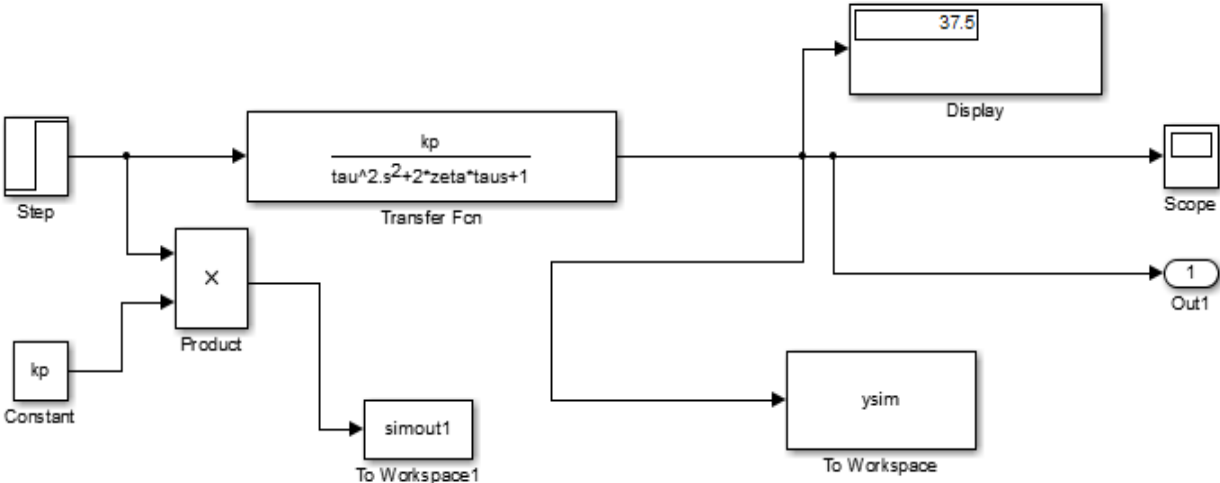 37.5
Display
kp
tau^2.s2+2*zeta*taus+1
Transfer Fcn
Step
Scope
X
Product
1
Out1
kp
Constant
simout1
To Workspace1
ysim
To Workspace